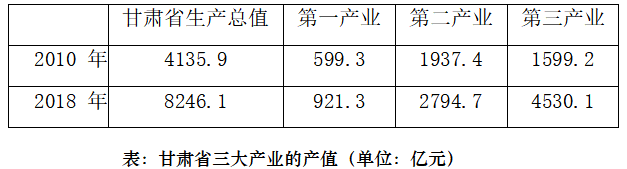 甘肃省生产总值 第一产业 第二产业 第三产业
2010 年 4135.9 599.3 1937.4 1599.2
2018 年 8246.1 921.3 2794.7 4530.1
表：甘肃省三大产业的产值（单位：亿元）